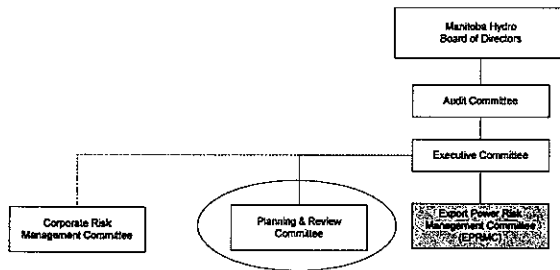 Manitoba Hydro
Board of Directors
Audit Committee
Executive Committee
Corporate Risk
Management Committee
Planning & Review
Committee
Export Power Risk
Management Committee
(EPRMC)